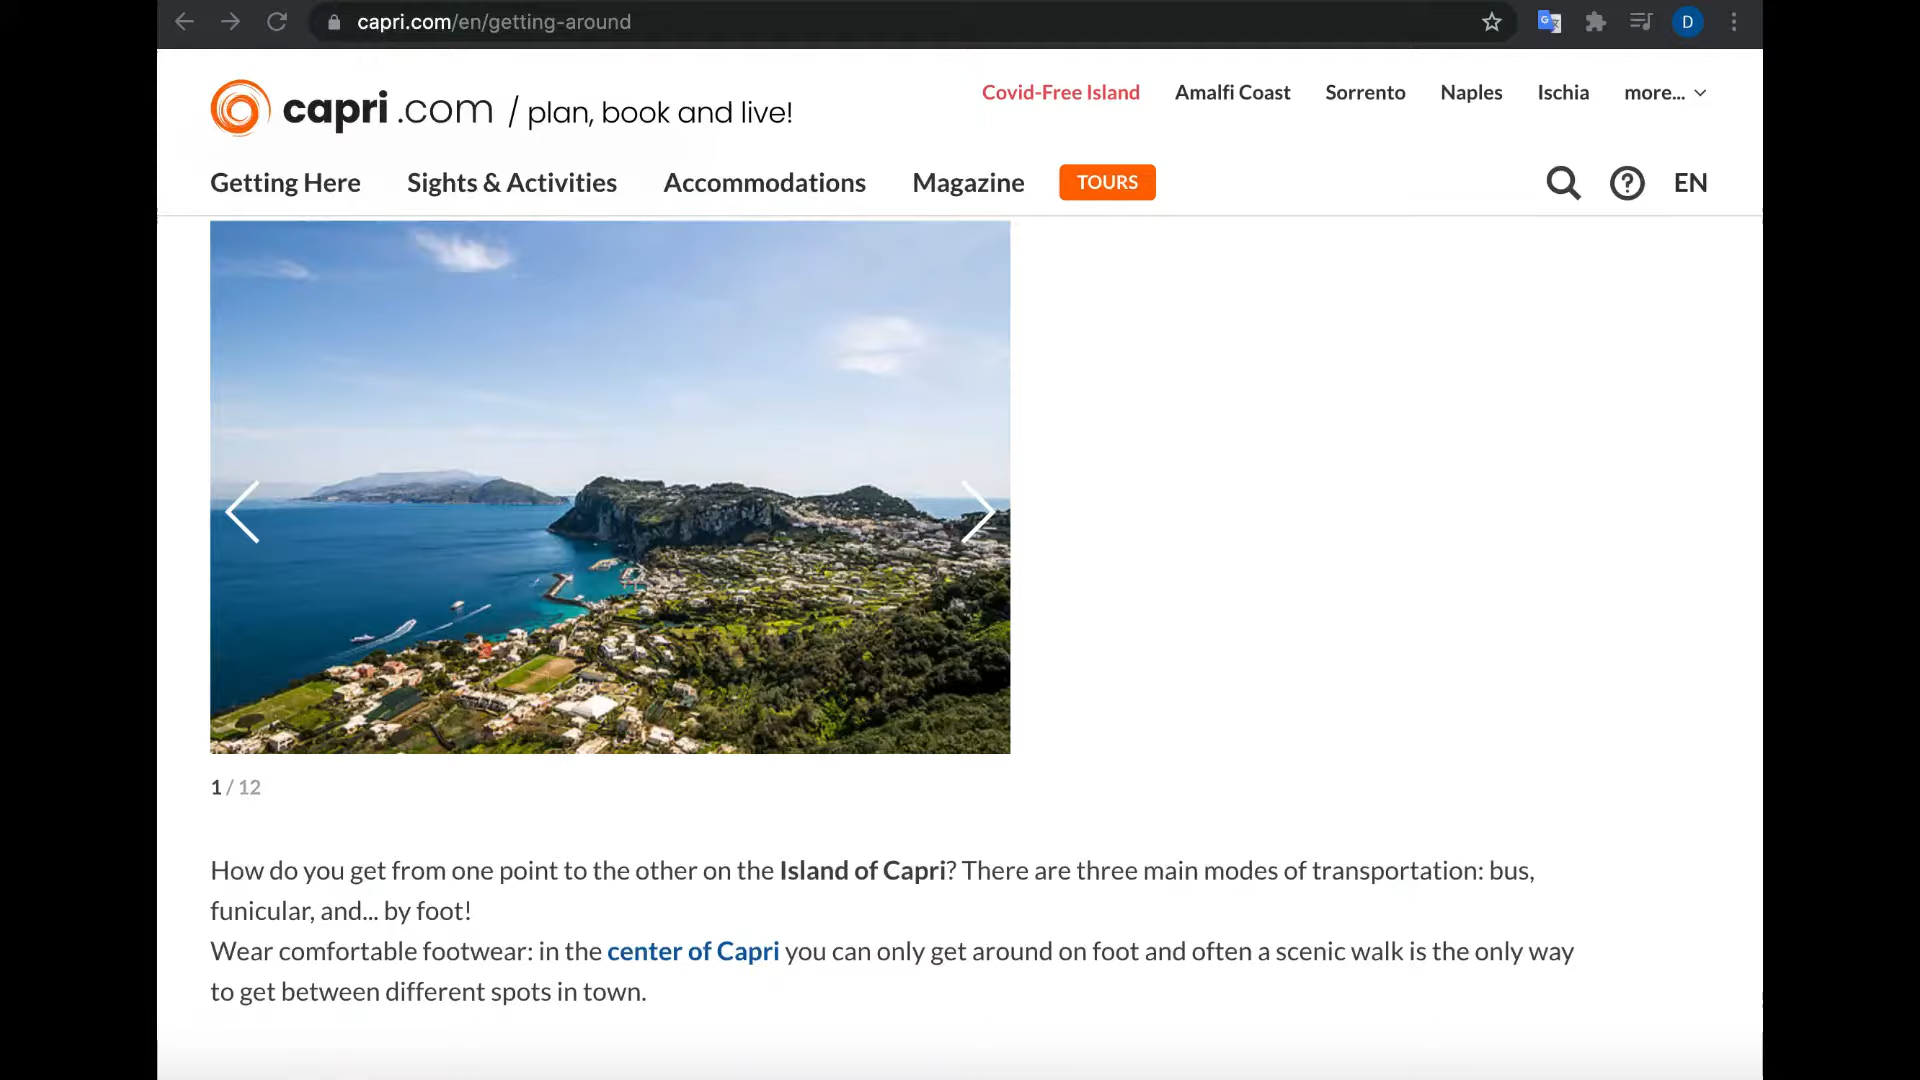 capri.com/en/getting-around
D
capri.com / plan, book and live!
Covid-Free Island Amalfi Coast Sorrento Naples Ischia more...
Getting Here Sights & Activities Accommodations Magazine TOURS EN
1 / 12
How do you get from one point to the other on the Island of Capri? There are three main modes of transportation: bus,
funicular, and... by foot!
Wear comfortable footwear: in the center of Capri you can only get around on foot and often a scenic walk is the only way
to get between different spots in town.